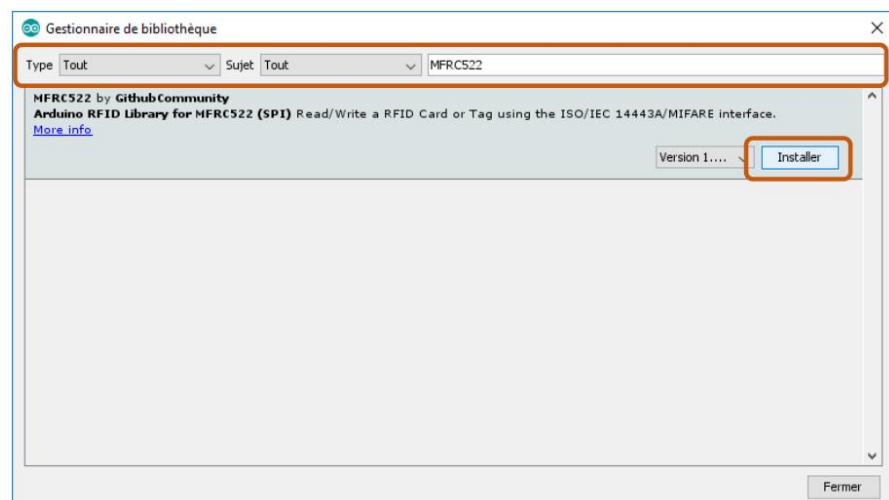 Gestionnaire de bibliothèque
Type Tout Sujet Tout MFRC522
MFRC522 by GithubCommunity
Arduino RFID Library for MFRC522 (SPI) Read/Write a RFID Card or Tag using the ISO/IEC 14443A/MIFARE interface.
More info
Version 1.... Installer
Fermer